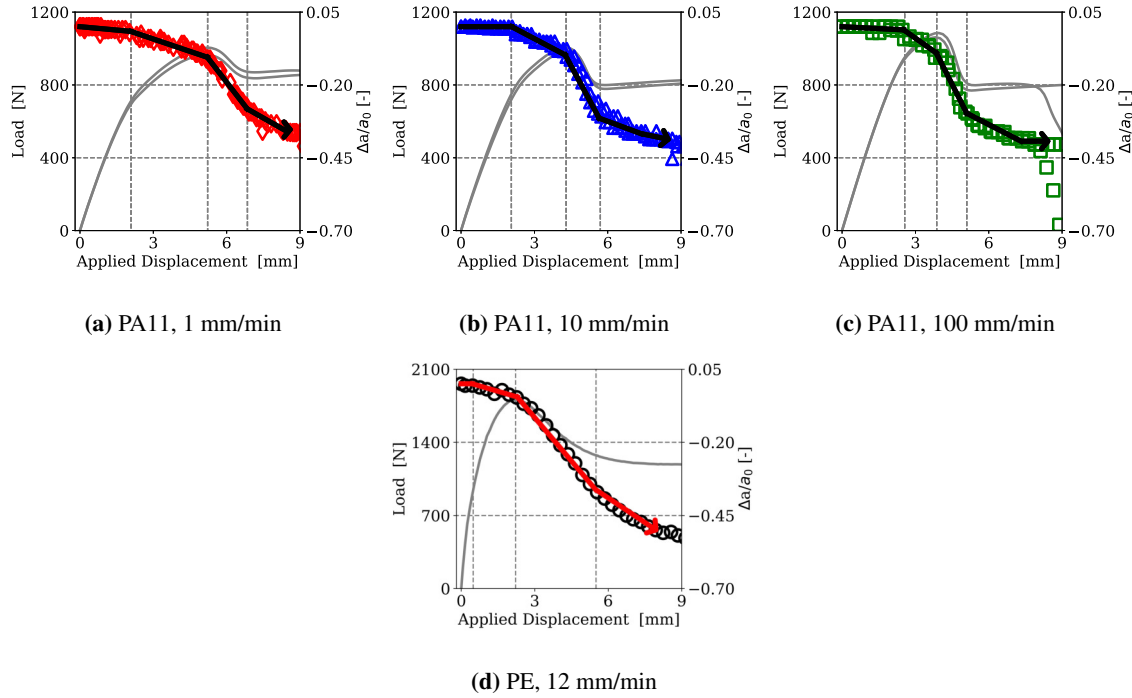 1200
800
400
0
Load [N]
0.05
−0.20
−0.45
−0.70
Δa/a₀ [-]
0 3 6 9
Applied Displacement [mm]
(a) PA11, 1 mm/min
1200
800
400
0
Load [N]
0.05
−0.20
−0.45
−0.70
Δa/a₀ [-]
0 3 6 9
Applied Displacement [mm]
(b) PA11, 10 mm/min
1200
800
400
0
Load [N]
0.05
−0.20
−0.45
−0.70
Δa/a₀ [-]
0 3 6 9
Applied Displacement [mm]
(c) PA11, 100 mm/min
2100
1400
700
0
Load [N]
0.05
−0.20
−0.45
−0.70
Δa/a₀ [-]
0 3 6 9
Applied Displacement [mm]
(d) PE, 12 mm/min